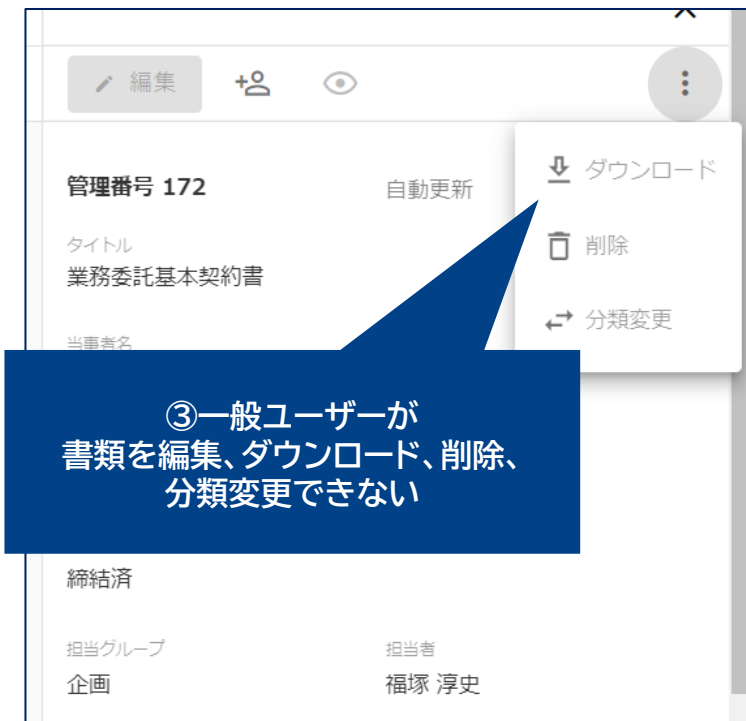 編集
管理番号 172
自動更新
ダウンロード
削除
分類変更
タイトル
業務委託基本契約書
当事者名
③一般ユーザーが
書類を編集、ダウンロード、削除、
分類変更できない
締結済
担当グループ
担当者
企画
福塚 淳史